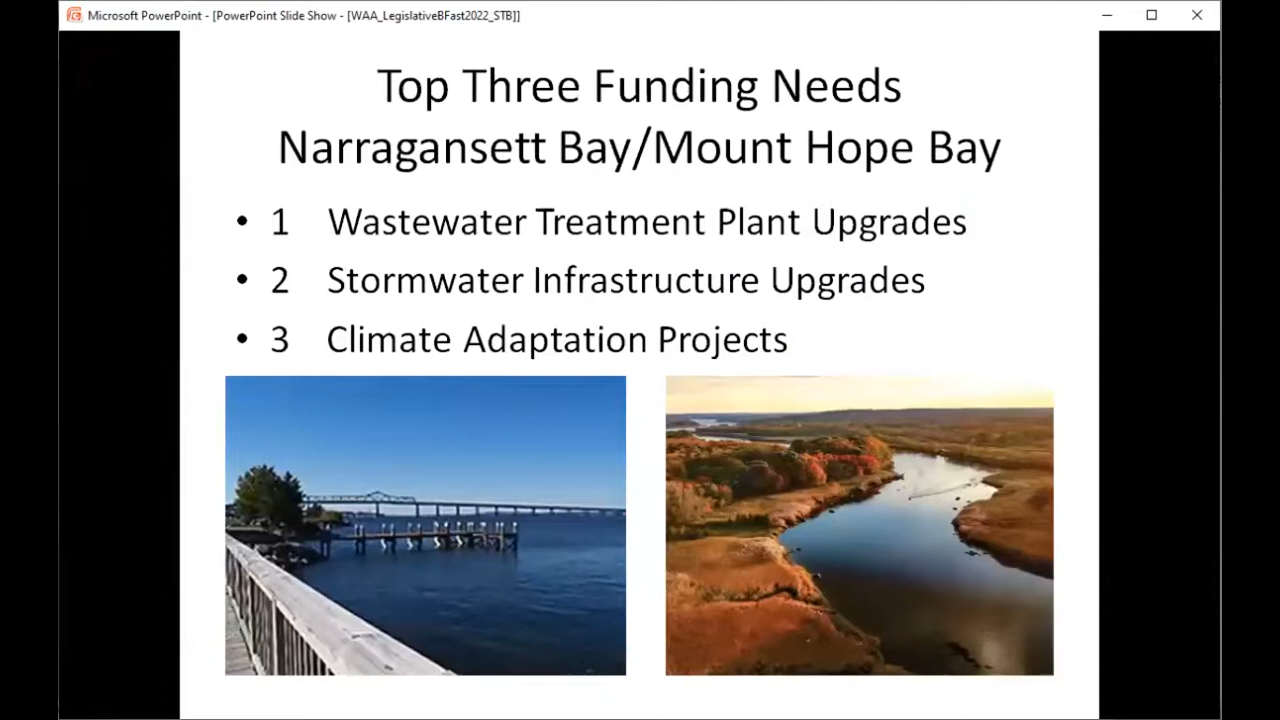 Microsoft PowerPoint - [PowerPoint Slide Show - [WAA_LegislativeBFast2022_STB]]
Top Three Funding Needs
Narragansett Bay/Mount Hope Bay
• 1 Wastewater Treatment Plant Upgrades
• 2 Stormwater Infrastructure Upgrades
• 3 Climate Adaptation Projects